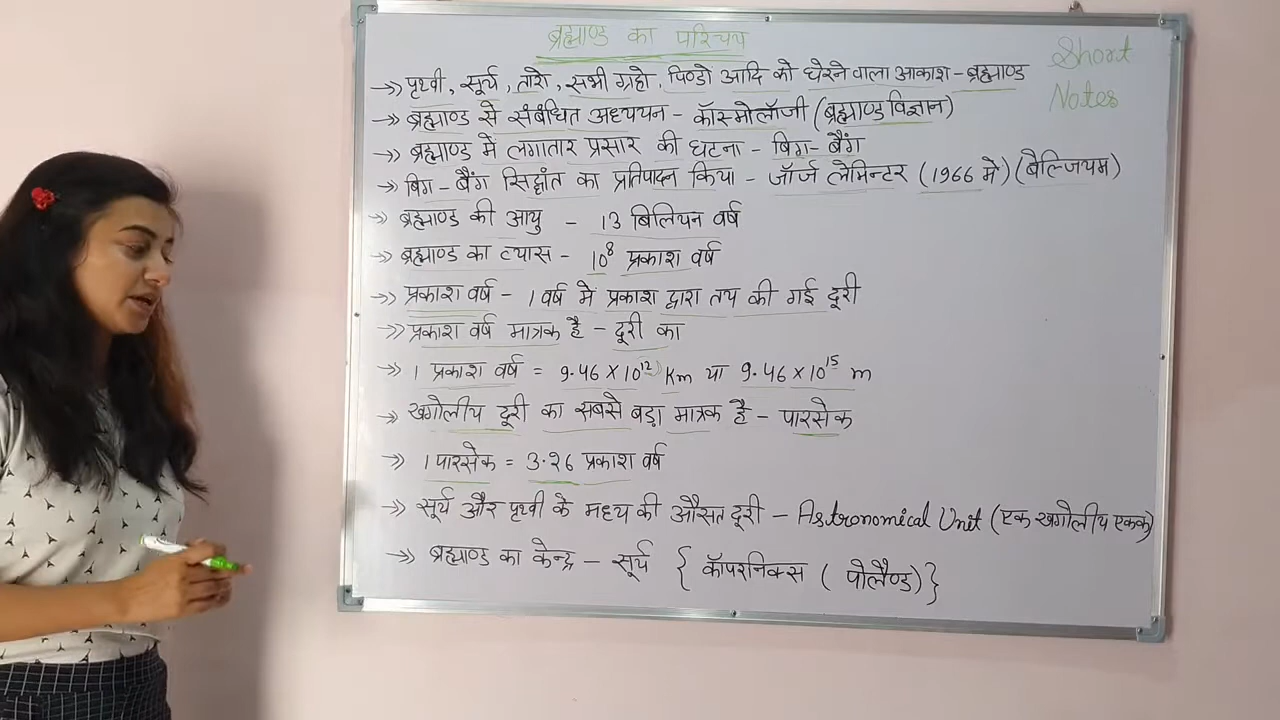 ब्रह्माण्ड का परिचय
Short
Notes
->> पृथ्वी, सूर्य, तारो, सभी ग्रहो, पिण्डो आदि को घेरने वाला आकाश - ब्रह्माण्ड
->> ब्रह्माण्ड से संबंधित अध्ययन - कॉस्मोलॉजी (ब्रह्माण्ड विज्ञान)
->> ब्रह्माण्ड में लगातार प्रसार की घटना - बिग - बैंग
->> बिग - बैंग सिद्धांत का प्रतिपादन किया - जॉर्ज लेमिन्टर (1966 मे) (बैल्जियम)
->> ब्रह्माण्ड की आयु - 13 बिलियन वर्ष
->> ब्रह्माण्ड का व्यास - 10⁸ प्रकाश वर्ष
->> प्रकाश वर्ष - 1 वर्ष में प्रकाश द्वारा तय की गई दूरी
->> प्रकाश वर्ष मात्रक है - दूरी का
->> 1 प्रकाश वर्ष = 9.46 × 10¹² Km या 9.46 × 10¹⁵ m
->> खगोलीय दूरी का सबसे बड़ा मात्रक है - पारसेक
->> 1 पारसेक = 3.26 प्रकाश वर्ष
->> सूर्य और पृथ्वी के मध्य की औसत दूरी - Astronomical Unit (एक खगोलीय एकक)
->> ब्रह्माण्ड का केन्द्र - सूर्य { कॉपरनिक्स ( पोलैण्ड) }